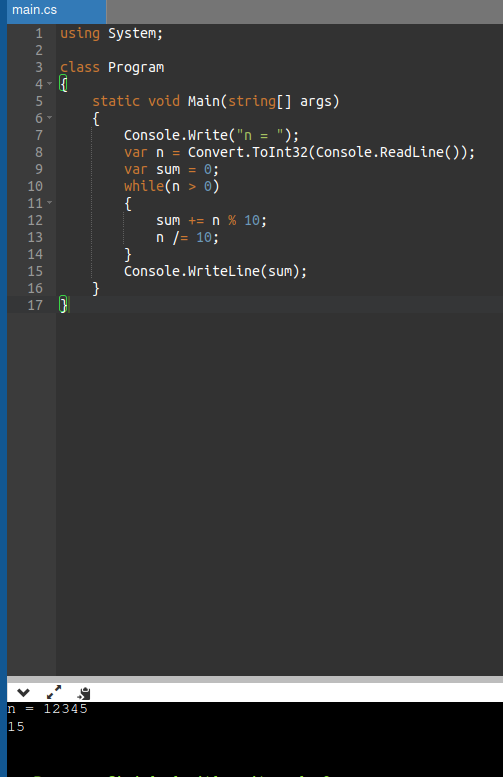 main.cs
1 using System;
2
3 class Program
4 {
5     static void Main(string[] args)
6     {
7         Console.Write("n = ");
8         var n = Convert.ToInt32(Console.ReadLine());
9         var sum = 0;
10         while(n > 0)
11         {
12             sum += n % 10;
13             n /= 10;
14         }
15         Console.WriteLine(sum);
16     }
17 }
n = 12345
15